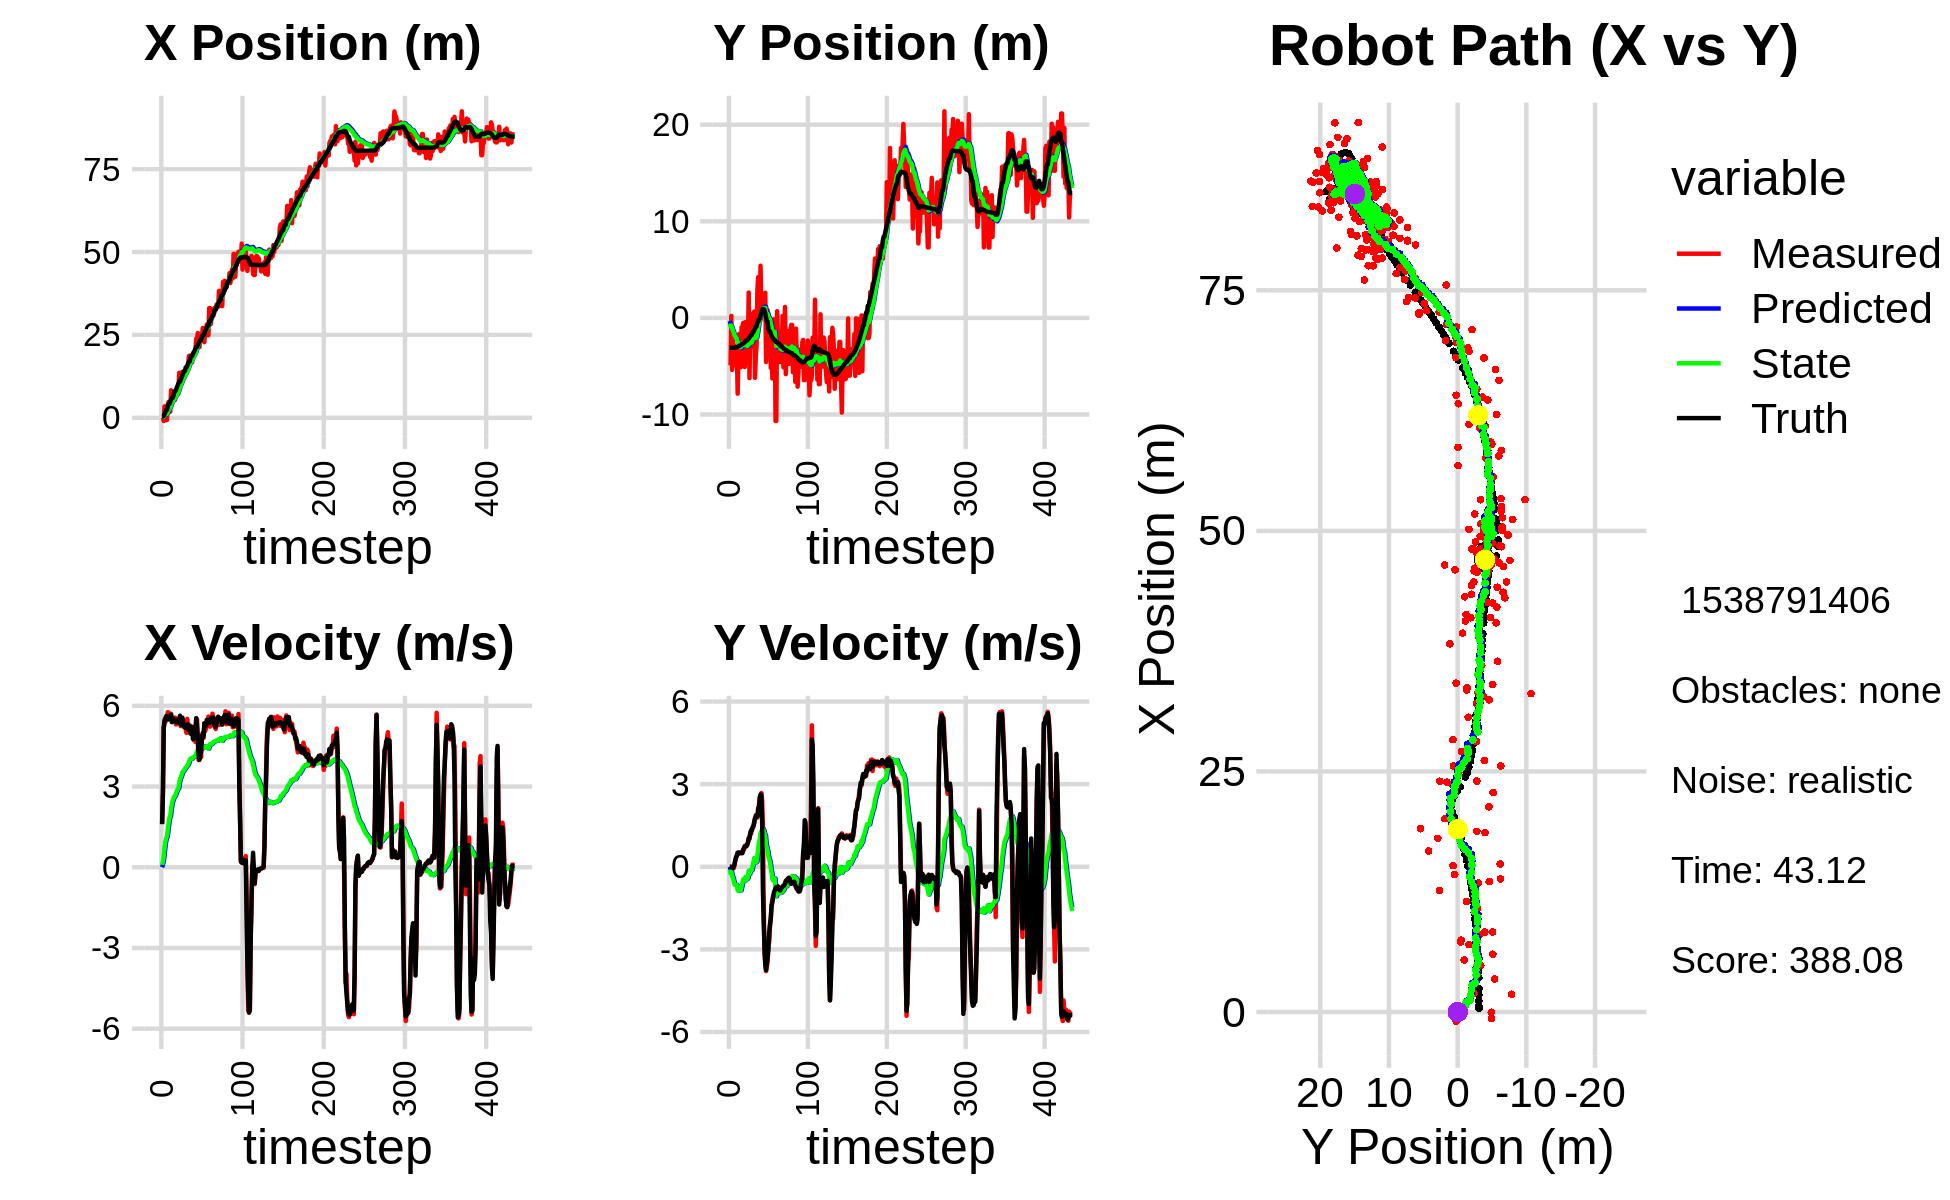 X Position (m)
75
50
25
0
0
100
200
300
400
timestep
Y Position (m)
20
10
0
-10
0
100
200
300
400
timestep
X Velocity (m/s)
6
3
0
-3
-6
0
100
200
300
400
timestep
Y Velocity (m/s)
6
3
0
-3
-6
0
100
200
300
400
timestep
Robot Path (X vs Y)
X Position (m)
75
50
25
0
20 10 0 -10 -20
Y Position (m)
variable
Measured
Predicted
State
Truth
1538791406
Obstacles: none
Noise: realistic
Time: 43.12
Score: 388.08